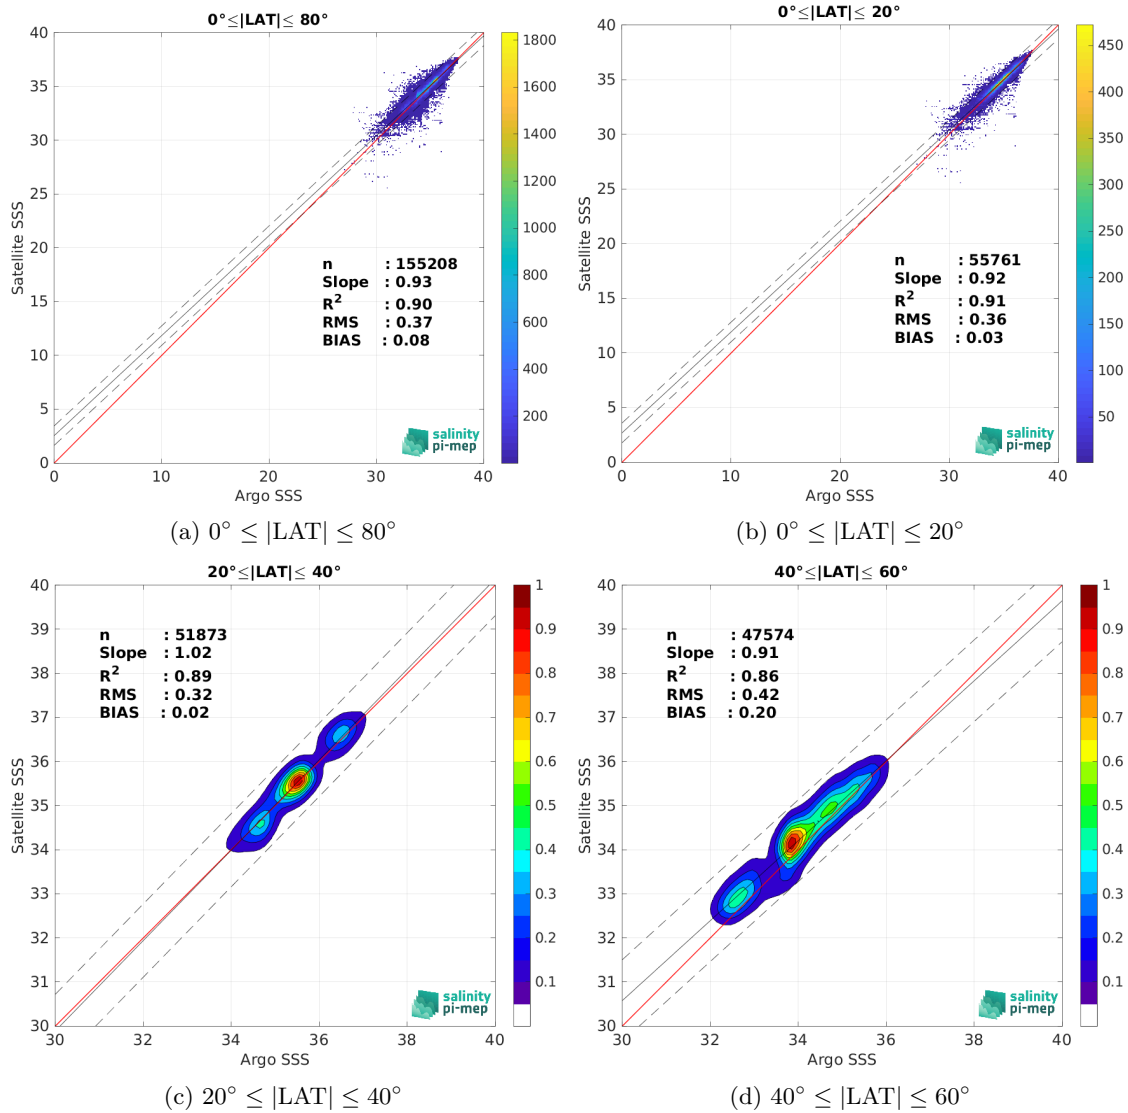 0°≤|LAT|≤ 80°
40
35
30
25
20
15
10
5
0
Satellite SSS
n : 155208
Slope : 0.93
R² : 0.90
RMS : 0.37
BIAS : 0.08
salinity
pi-mep
0 10 20 30 40
Argo SSS
1800
1600
1400
1200
1000
800
600
400
200
(a) 0° ≤ |LAT| ≤ 80°
0°≤|LAT|≤ 20°
40
35
30
25
20
15
10
5
0
Satellite SSS
n : 55761
Slope : 0.92
R² : 0.91
RMS : 0.36
BIAS : 0.03
salinity
pi-mep
0 10 20 30 40
Argo SSS
450
400
350
300
250
200
150
100
50
(b) 0° ≤ |LAT| ≤ 20°
20°≤|LAT|≤ 40°
40
39
38
37
36
35
34
33
32
31
30
Satellite SSS
n : 51873
Slope : 1.02
R² : 0.89
RMS : 0.32
BIAS : 0.02
salinity
pi-mep
30 32 34 36 38 40
Argo SSS
1
0.9
0.8
0.7
0.6
0.5
0.4
0.3
0.2
0.1
(c) 20° ≤ |LAT| ≤ 40°
40°≤|LAT|≤ 60°
40
39
38
37
36
35
34
33
32
31
30
Satellite SSS
n : 47574
Slope : 0.91
R² : 0.86
RMS : 0.42
BIAS : 0.20
salinity
pi-mep
30 32 34 36 38 40
Argo SSS
1
0.9
0.8
0.7
0.6
0.5
0.4
0.3
0.2
0.1
(d) 40° ≤ |LAT| ≤ 60°